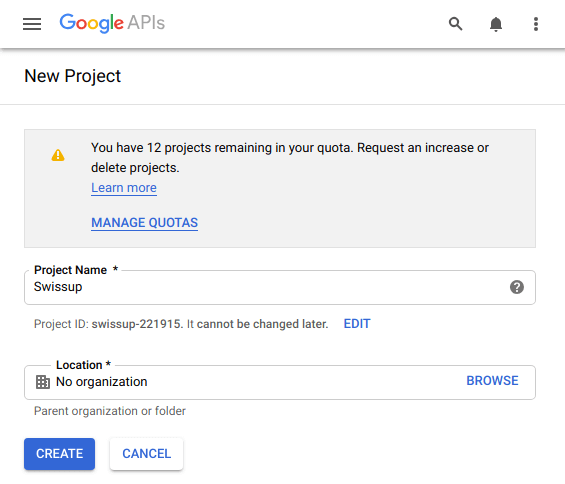 Google APIs
New Project
You have 12 projects remaining in your quota. Request an increase or
delete projects.
Learn more
MANAGE QUOTAS
Project Name *
Swissup
Project ID: swissup-221915. It cannot be changed later. EDIT
Location *
No organization BROWSE
Parent organization or folder
CREATE CANCEL